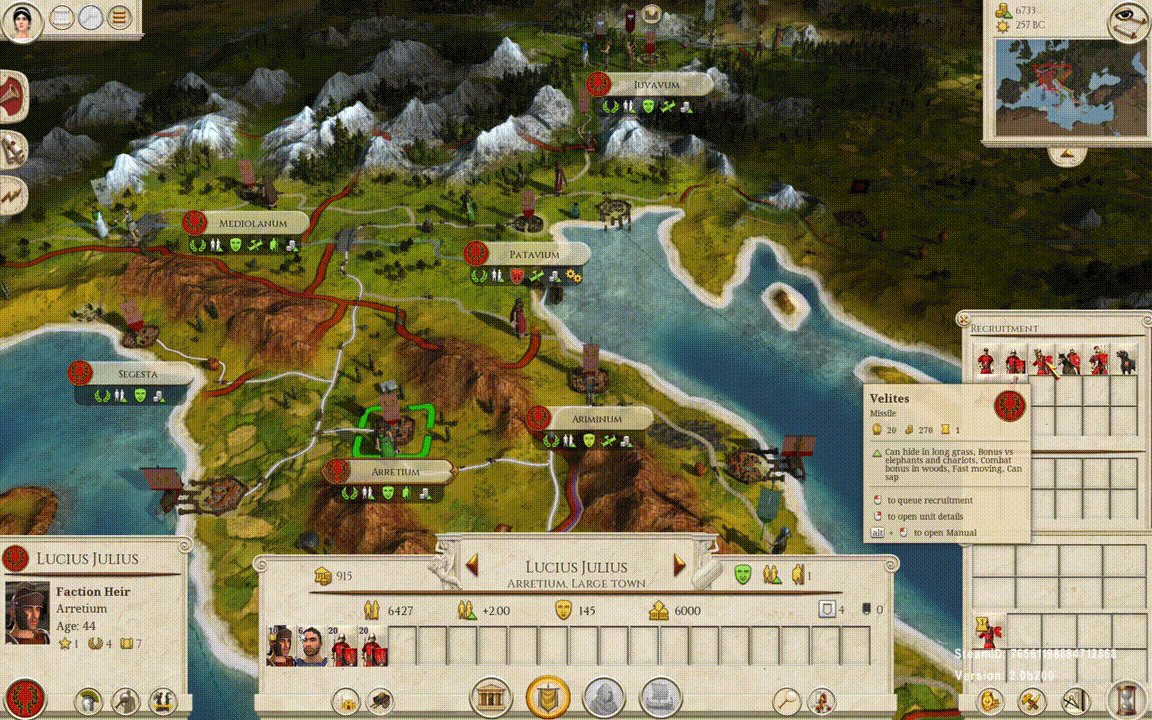 6733
257 BC
IUVAVUM
MEDIOLANUM
PATAVIUM
RECRUITMENT
SEGESTA
Velites
Missile
20 270 1
ARIMINUM
Can hide in long grass, Bonus vs
elephants and chariots, Combat
bonus in woods, Fast moving, Can
sap
ARRETIUM
to queue recruitment
to open unit details
alt + to open Manual
LUCIUS JULIUS
Faction Heir
Arretium
Age: 44
1 4 7
915
LUCIUS JULIUS
ARRETIUM, LARGE TOWN
1
6427 +2.00 145 6000 4 0
20 20
Version: 2.0b200